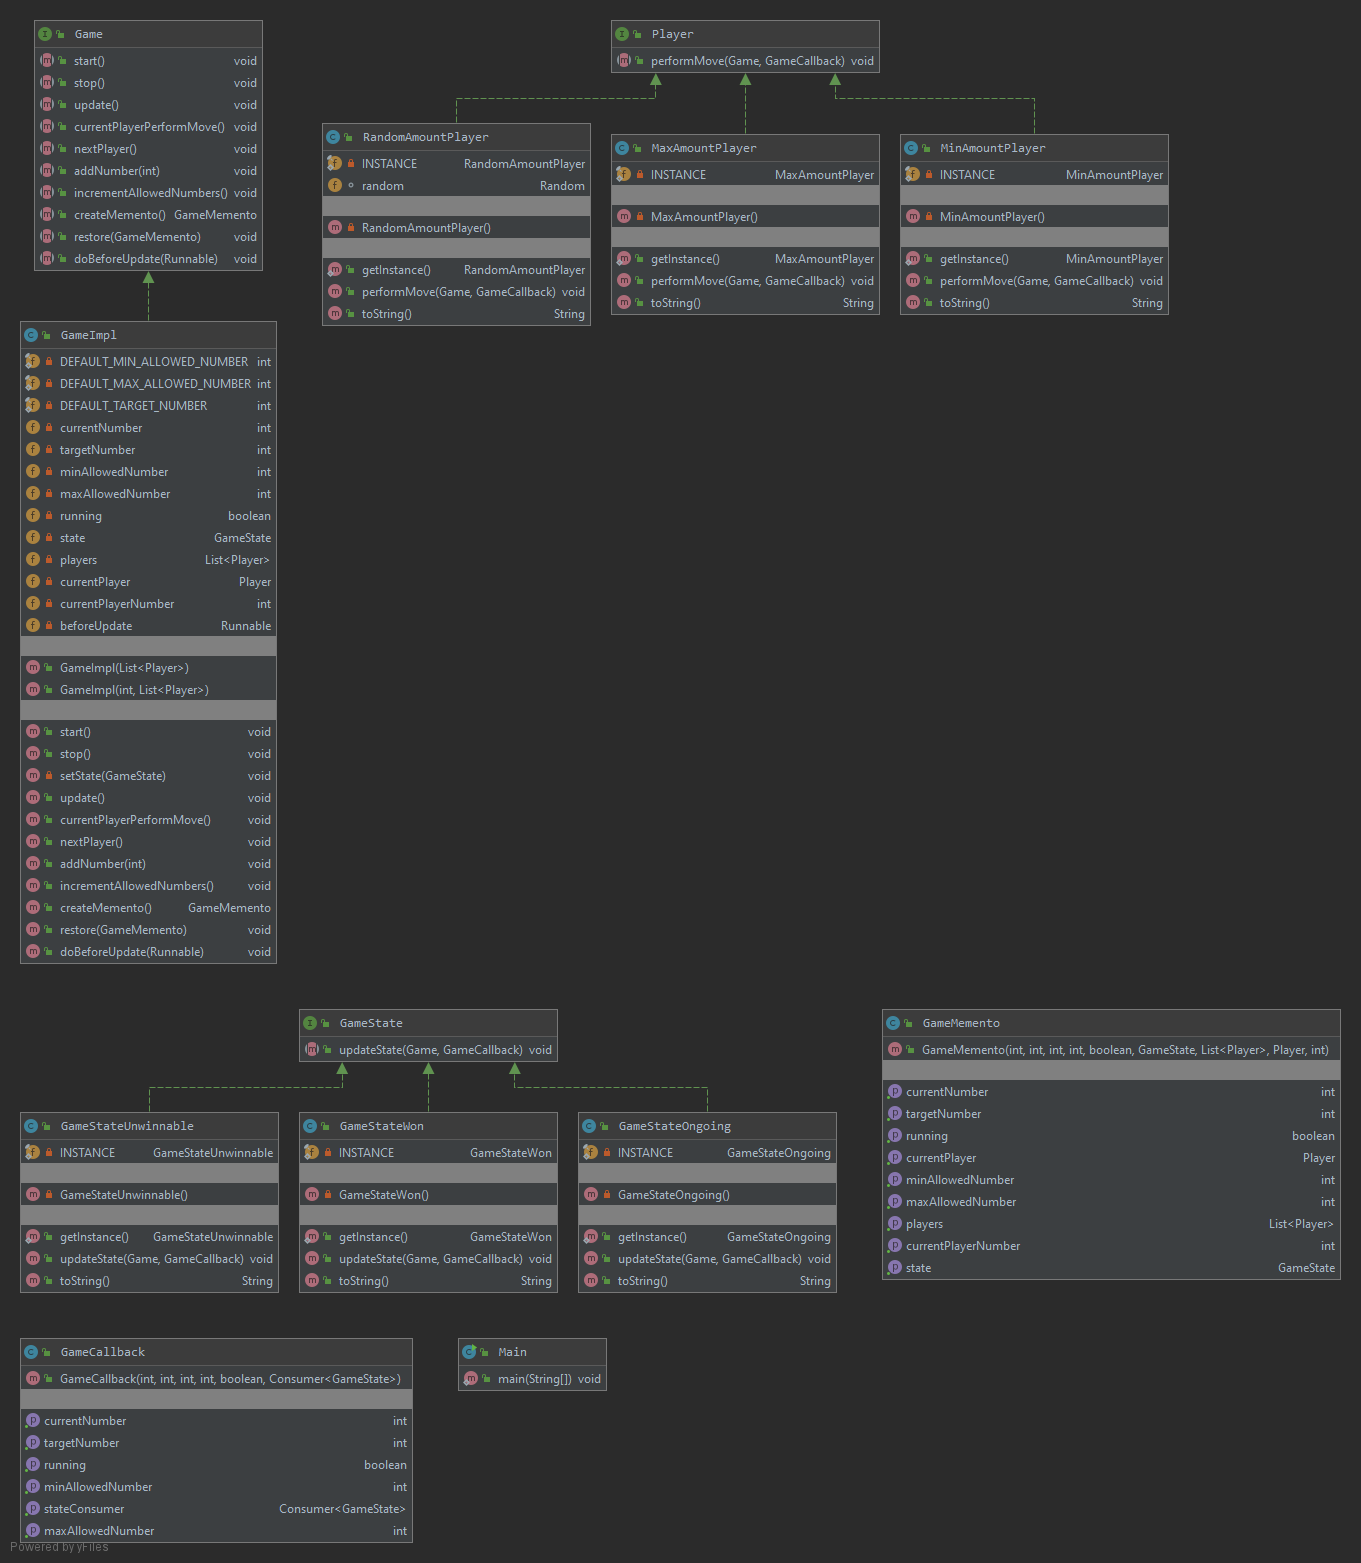 Game
start() void
stop() void
update() void
currentPlayerPerformMove() void
nextPlayer() void
addNumber(int) void
incrementAllowedNumbers() void
createMemento() GameMemento
restore(GameMemento) void
doBeforeUpdate(Runnable) void
Player
performMove(Game, GameCallback) void
RandomAmountPlayer
INSTANCE RandomAmountPlayer
random Random
RandomAmountPlayer()
getInstance() RandomAmountPlayer
performMove(Game, GameCallback) void
toString() String
MaxAmountPlayer
INSTANCE MaxAmountPlayer
MaxAmountPlayer()
getInstance() MaxAmountPlayer
performMove(Game, GameCallback) void
toString() String
MinAmountPlayer
INSTANCE MinAmountPlayer
MinAmountPlayer()
getInstance() MinAmountPlayer
performMove(Game, GameCallback) void
toString() String
GameImpl
DEFAULT_MIN_ALLOWED_NUMBER int
DEFAULT_MAX_ALLOWED_NUMBER int
DEFAULT_TARGET_NUMBER int
currentNumber int
targetNumber int
minAllowedNumber int
maxAllowedNumber int
running boolean
state GameState
players List<Player>
currentPlayer Player
currentPlayerNumber int
beforeUpdate Runnable
GameImpl(List<Player>)
GameImpl(int, List<Player>)
start() void
stop() void
setState(GameState) void
update() void
currentPlayerPerformMove() void
nextPlayer() void
addNumber(int) void
incrementAllowedNumbers() void
createMemento() GameMemento
restore(GameMemento) void
doBeforeUpdate(Runnable) void
GameState
updateState(Game, GameCallback) void
GameStateUnwinnable
INSTANCE GameStateUnwinnable
GameStateUnwinnable()
getInstance() GameStateUnwinnable
updateState(Game, GameCallback) void
toString() String
GameStateWon
INSTANCE GameStateWon
GameStateWon()
getInstance() GameStateWon
updateState(Game, GameCallback) void
toString() String
GameStateOngoing
INSTANCE GameStateOngoing
GameStateOngoing()
getInstance() GameStateOngoing
updateState(Game, GameCallback) void
toString() String
GameMemento
GameMemento(int, int, int, int, boolean, GameState, List<Player>, Player, int)
currentNumber int
targetNumber int
running boolean
currentPlayer Player
minAllowedNumber int
maxAllowedNumber int
players List<Player>
currentPlayerNumber int
state GameState
GameCallback
GameCallback(int, int, int, int, boolean, Consumer<GameState>)
currentNumber int
targetNumber int
running boolean
minAllowedNumber int
stateConsumer Consumer<GameState>
maxAllowedNumber int
Main
main(String[]) void
Powered by yFiles